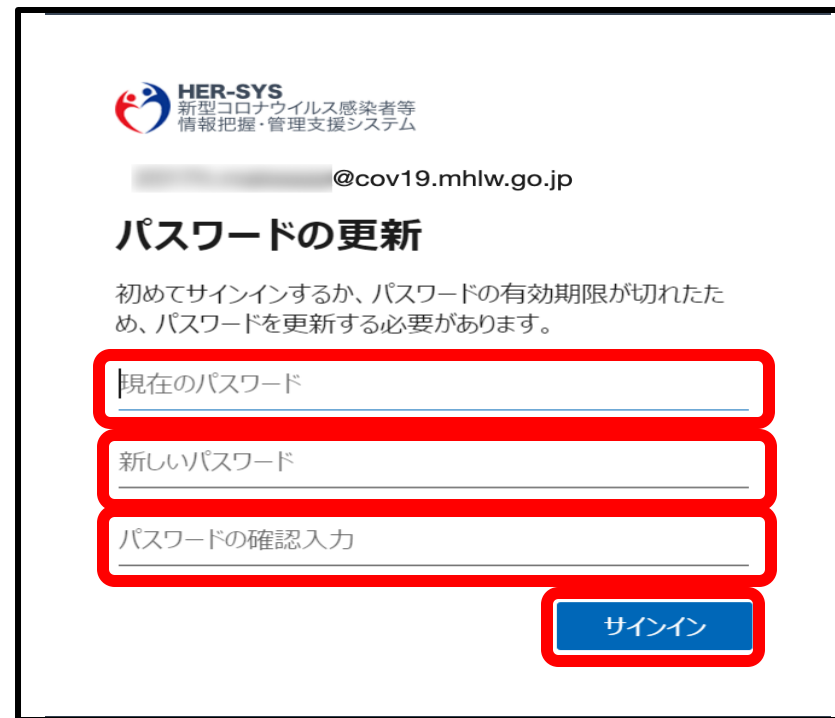 HER-SYS
新型コロナウイルス感染者等
情報把握・管理支援システム
@cov19.mhlw.go.jp
パスワードの更新
初めてサインインするか、パスワードの有効期限が切れたた
め、パスワードを更新する必要があります。
現在のパスワード
新しいパスワード
パスワードの確認入力
サインイン